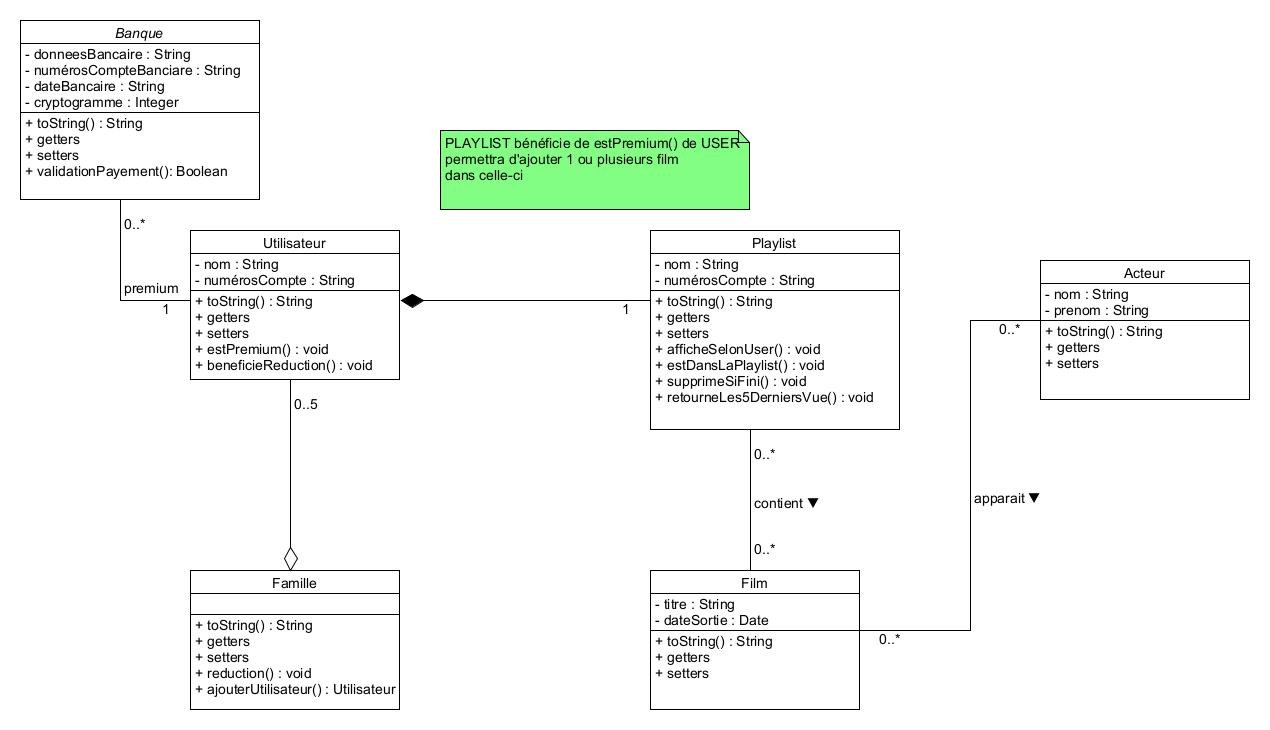 Banque
- donneesBancaire : String
- numérosCompteBanciare : String
- dateBancaire : String
- cryptogramme : Integer
+ toString() : String
+ getters
+ setters
+ validationPayement(): Boolean
0..*
premium
1
PLAYLIST bénéficie de estPremium() de USER
permettra d'ajouter 1 ou plusieurs film
dans celle-ci
Utilisateur
- nom : String
- numérosCompte : String
+ toString() : String
+ getters
+ setters
+ estPremium() : void
+ beneficieReduction() : void
1
Playlist
- nom : String
- numérosCompte : String
+ toString() : String
+ getters
+ setters
+ afficheSelonUser() : void
+ estDansLaPlaylist() : void
+ supprimeSiFini() : void
+ retourneLes5DerniersVue() : void
Acteur
- nom : String
- prenom : String
+ toString() : String
+ getters
+ setters
0..*
0..5
0..*
contient ▼
0..*
apparait ▼
Famille
+ toString() : String
+ getters
+ setters
+ reduction() : void
+ ajouterUtilisateur() : Utilisateur
Film
- titre : String
- dateSortie : Date
+ toString() : String
+ getters
+ setters
0..*